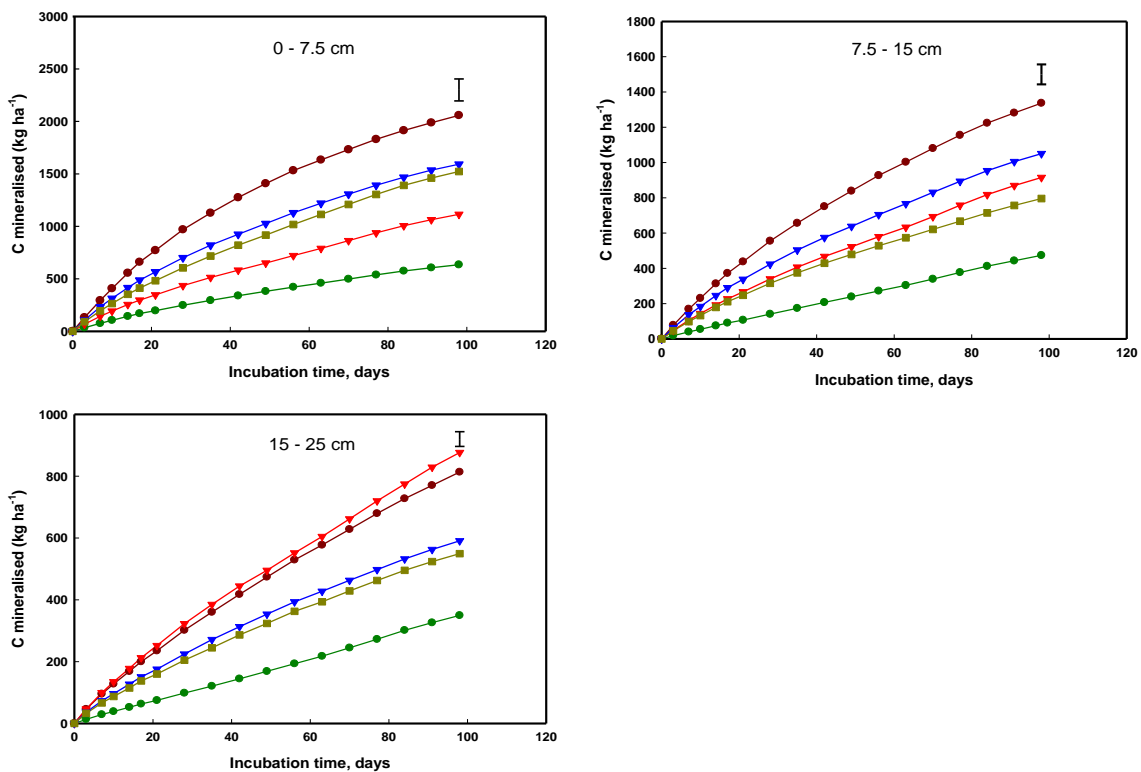 0 - 7.5 cm
C mineralised (kg ha⁻¹)
3000
2500
2000
1500
1000
500
0
0 20 40 60 80 100 120
Incubation time, days
7.5 - 15 cm
C mineralised (kg ha⁻¹)
1800
1600
1400
1200
1000
800
600
400
200
0
0 20 40 60 80 100 120
Incubation time, days
15 - 25 cm
C mineralised (kg ha⁻¹)
1000
800
600
400
200
0
0 20 40 60 80 100 120
Incubation time, days